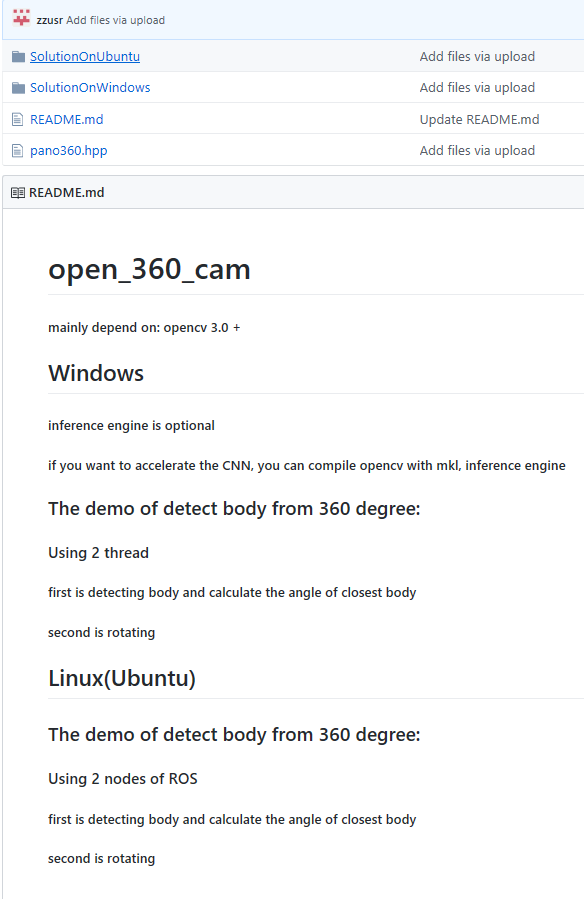 zzusr Add files via upload
SolutionOnUbuntu Add files via upload
SolutionOnWindows Add files via upload
README.md Update README.md
pano360.hpp Add files via upload
README.md
open_360_cam
mainly depend on: opencv 3.0 +
Windows
inference engine is optional
if you want to accelerate the CNN, you can compile opencv with mkl, inference engine
The demo of detect body from 360 degree:
Using 2 thread
first is detecting body and calculate the angle of closest body
second is rotating
Linux(Ubuntu)
The demo of detect body from 360 degree:
Using 2 nodes of ROS
first is detecting body and calculate the angle of closest body
second is rotating